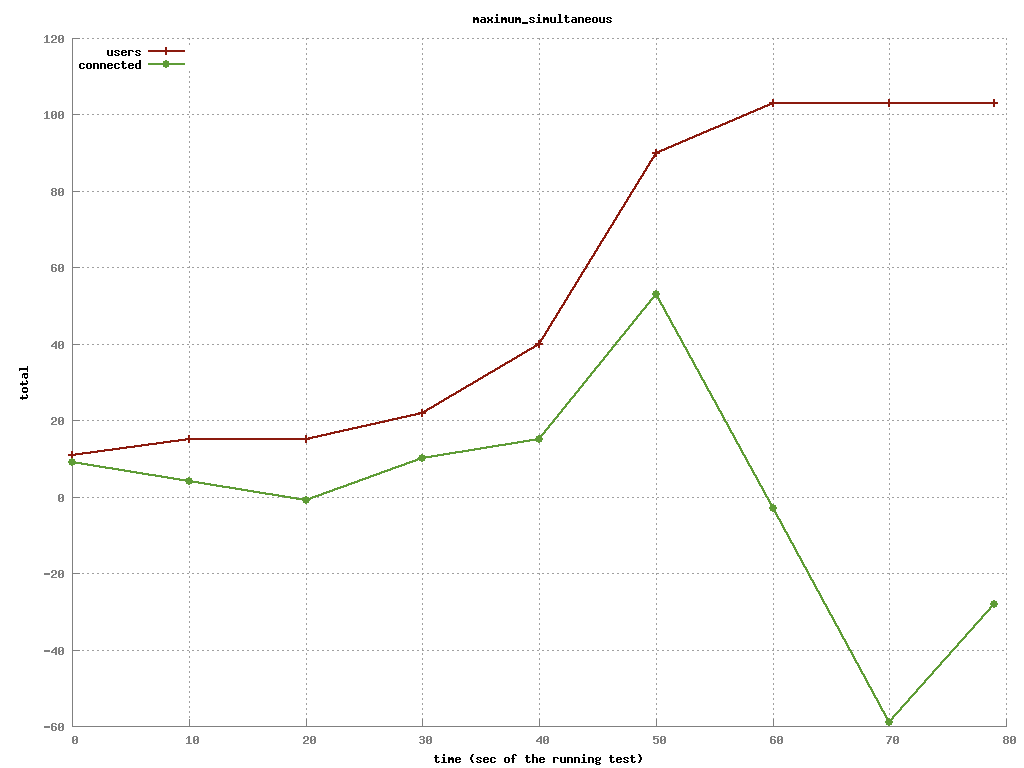 maximum_simultaneous
120
users
connected
100
80
60
40
total
20
0
-20
-40
-60
0 10 20 30 40 50 60 70 80
time (sec of the running test)